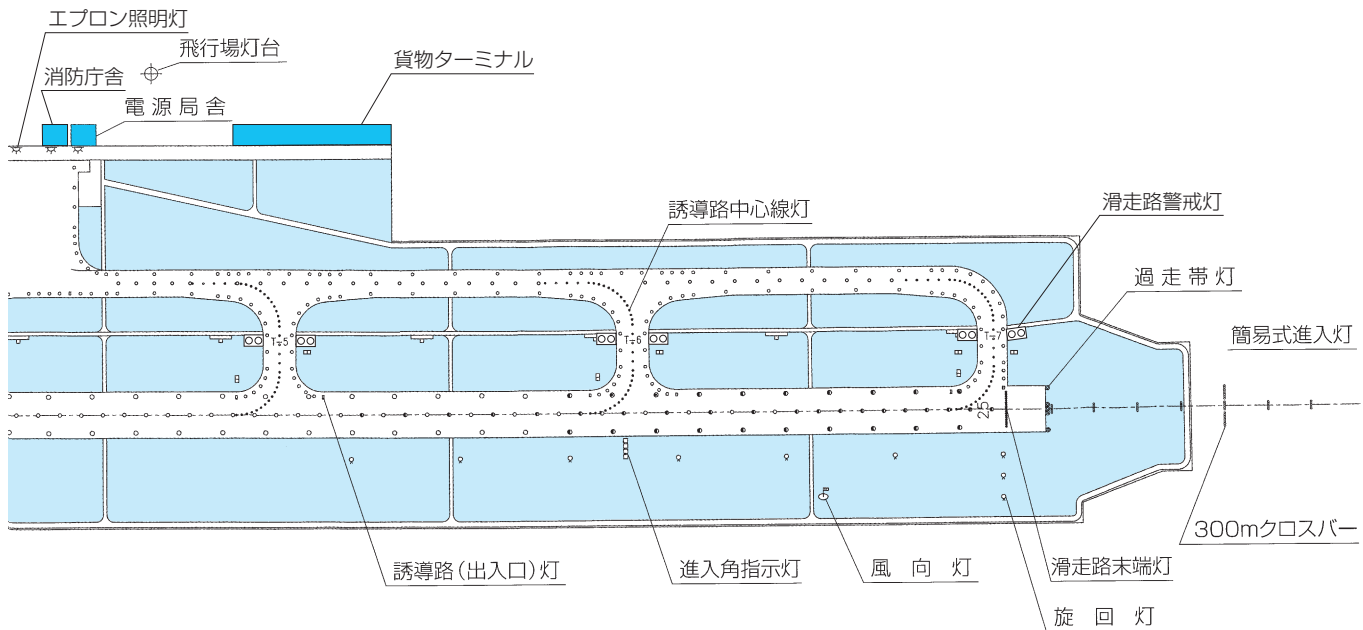 エプロン照明灯
飛行場灯台
消防庁舎
貨物ターミナル
電源局舎
誘導路中心線灯
滑走路警戒灯
過走帯灯
簡易式進入灯
T-5
T-6
T-7
25
300mクロスバー
誘導路(出入口)灯
進入角指示灯
風向灯
滑走路末端灯
旋回灯